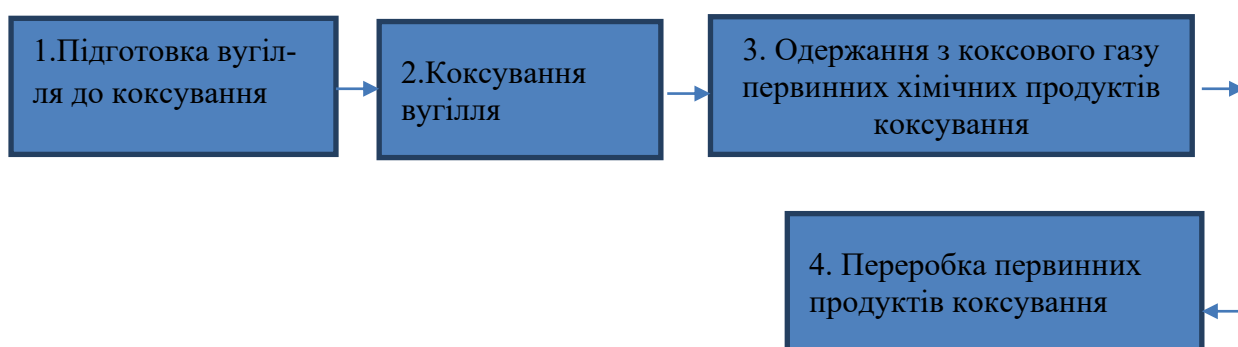 1.Підготовка вугіл-
ля до коксування
2.Коксування
вугілля
3. Одержання з коксового газу
первинних хімічних продуктів
коксування
4. Переробка первинних
продуктів коксування